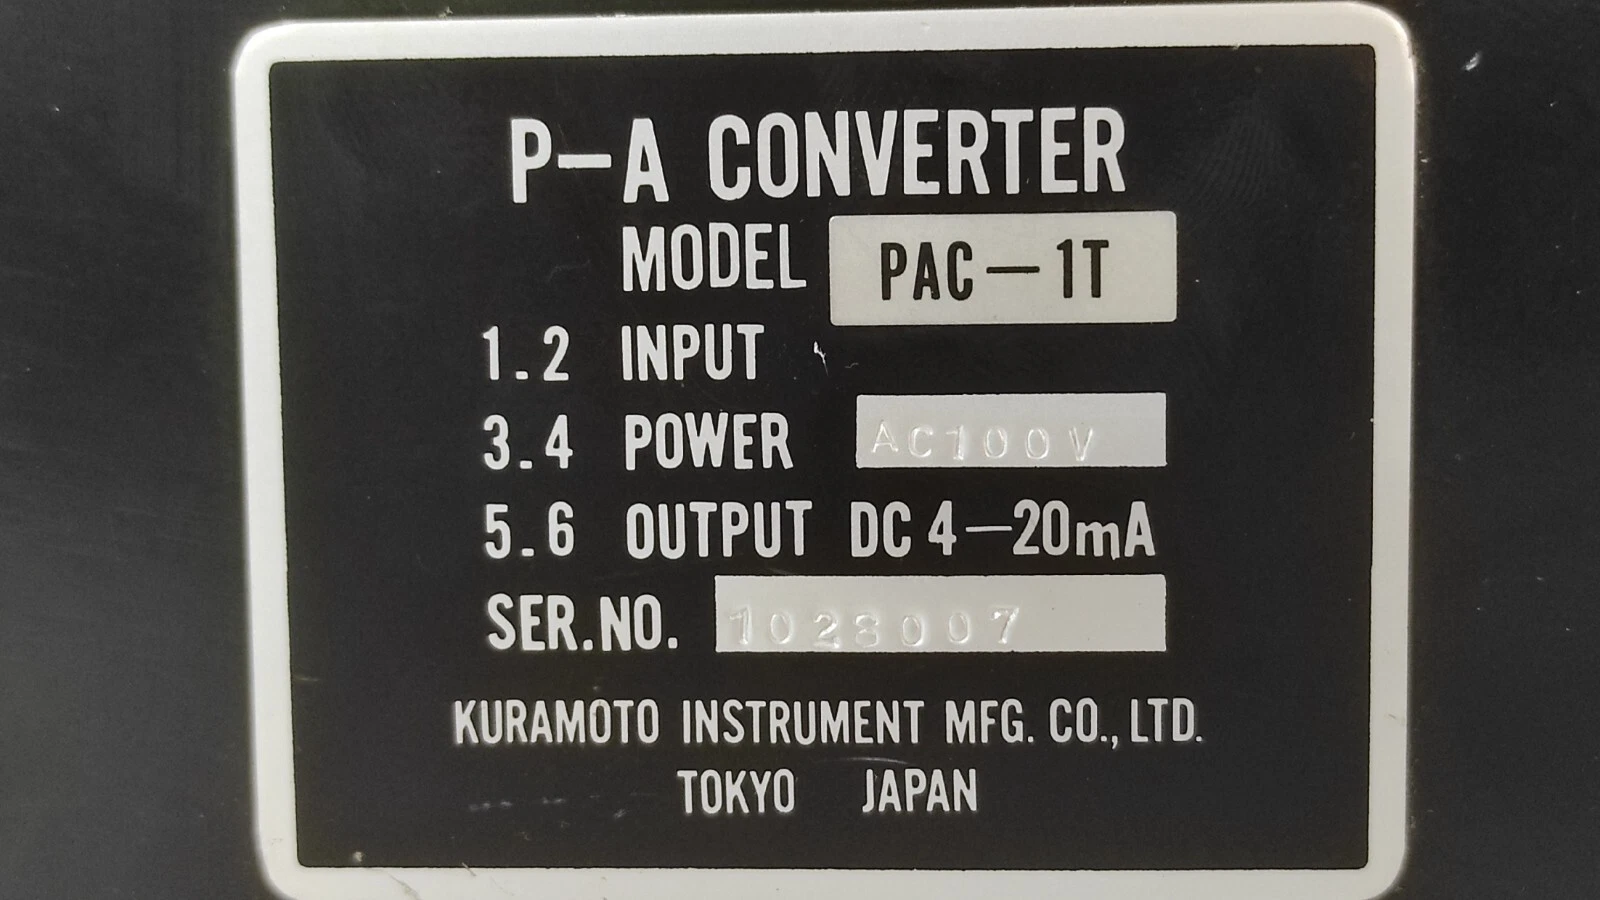 P-A CONVERTER
MODEL PAC-1T
1.2 INPUT
3.4 POWER AC100V
5.6 OUTPUT DC 4-20mA
SER.NO. 1028007
KURAMOTO INSTRUMENT MFG. CO., LTD.
TOKYO JAPAN